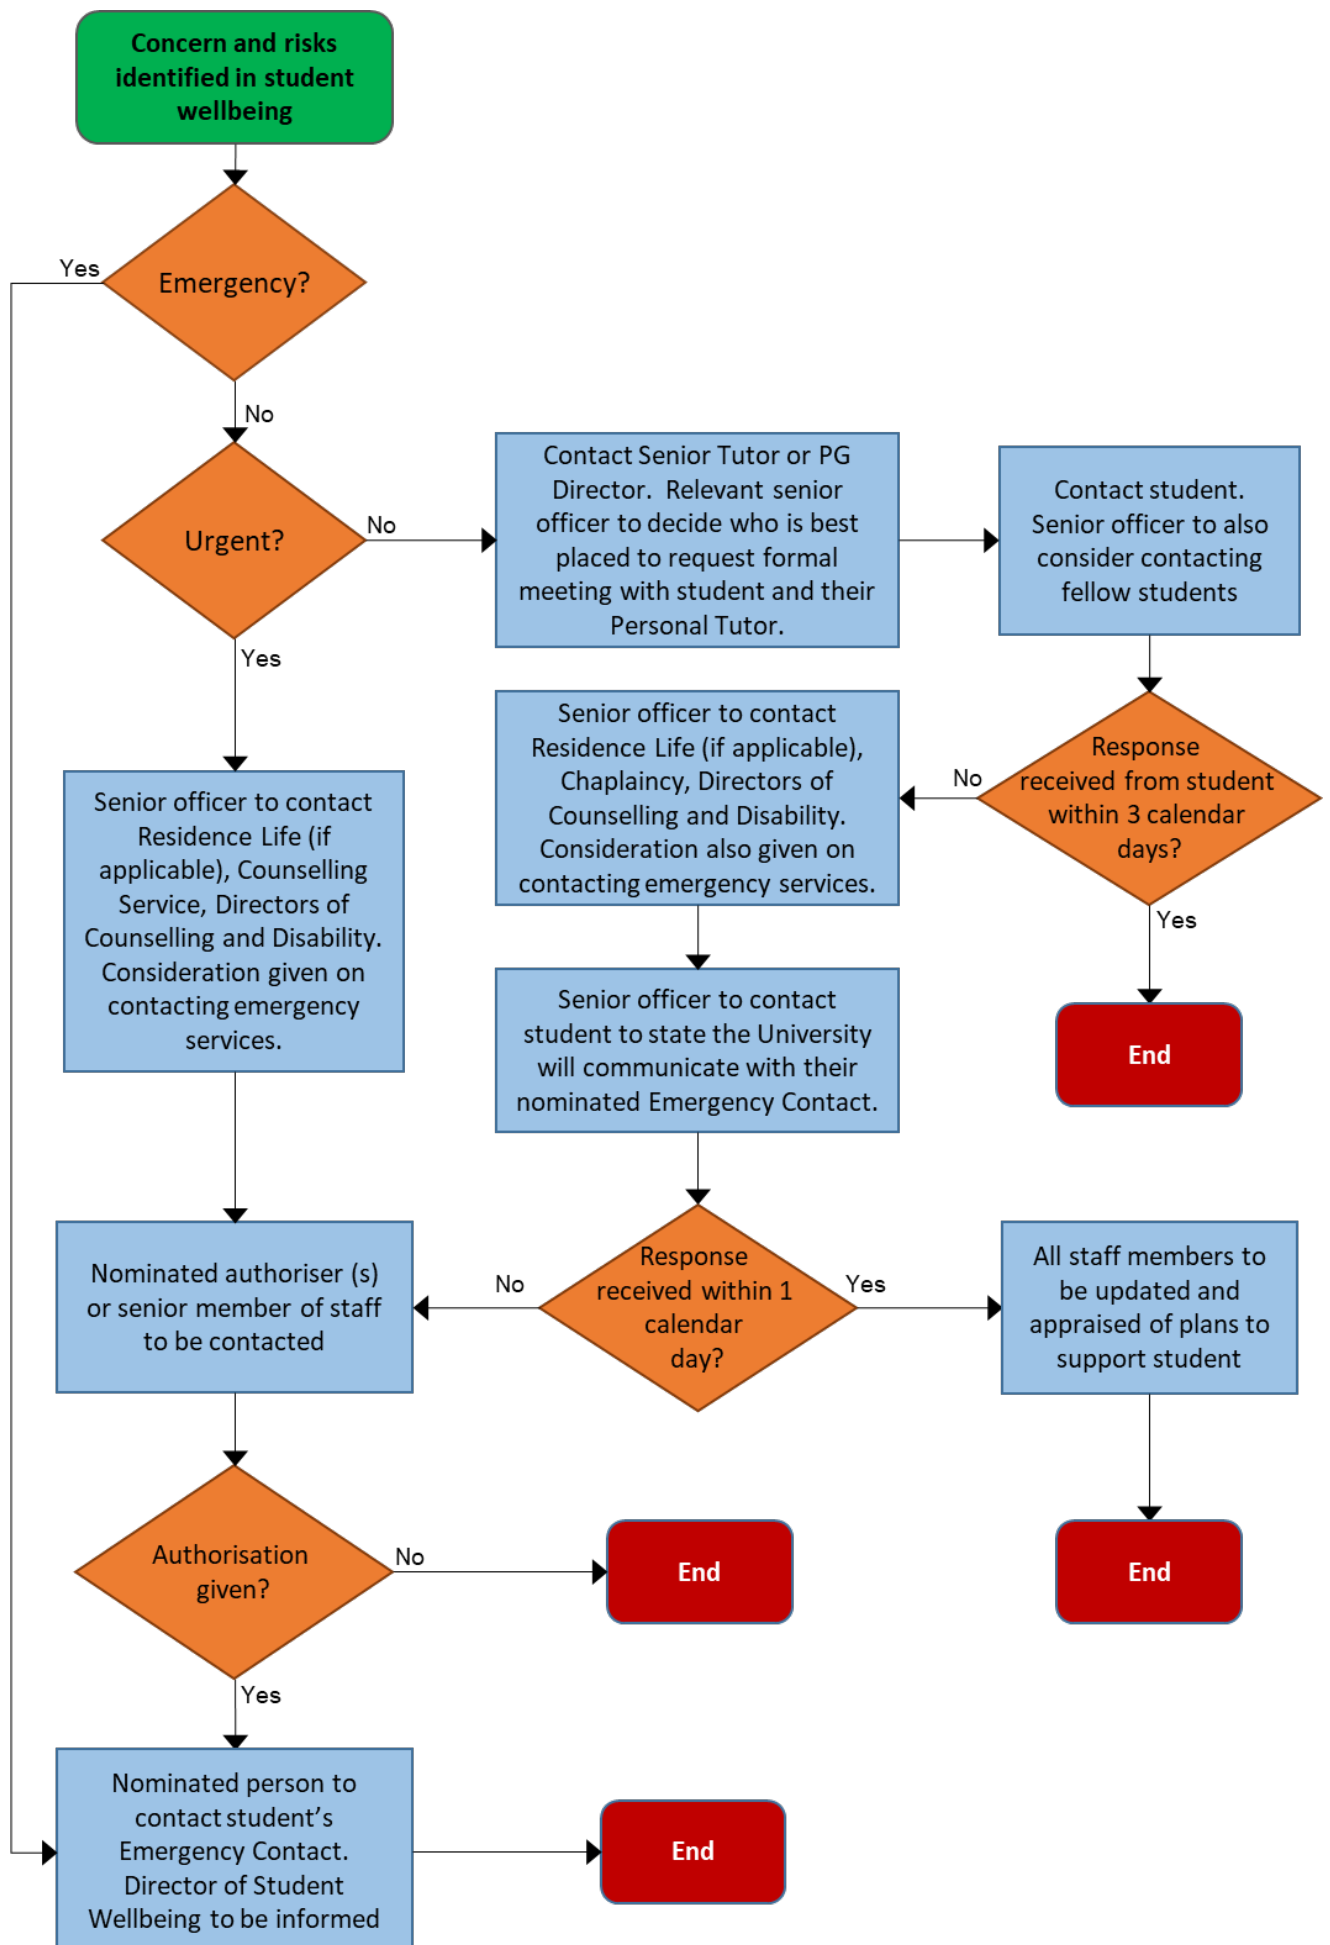 Concern and risks
identified in student
wellbeing
Emergency?
Yes
No
Urgent?
No
Yes
Contact Senior Tutor or PG
Director.  Relevant senior
officer to decide who is best
placed to request formal
meeting with student and their
Personal Tutor.
Contact student.
Senior officer to also
consider contacting
fellow students
Response
received from student
within 3 calendar
days?
No
Yes
End
Senior officer to contact
Residence Life (if applicable),
Chaplaincy, Directors of
Counselling and Disability.
Consideration also given on
contacting emergency services.
Senior officer to contact
student to state the University
will communicate with their
nominated Emergency Contact.
Senior officer to contact
Residence Life (if
applicable), Counselling
Service, Directors of
Counselling and Disability.
Consideration given on
contacting emergency
services.
Response
received within 1
calendar
day?
No
Yes
All staff members to
be updated and
appraised of plans to
support student
End
Nominated authoriser (s)
or senior member of staff
to be contacted
Authorisation
given?
No
End
Yes
Nominated person to
contact student’s
Emergency Contact.
Director of Student
Wellbeing to be informed
End